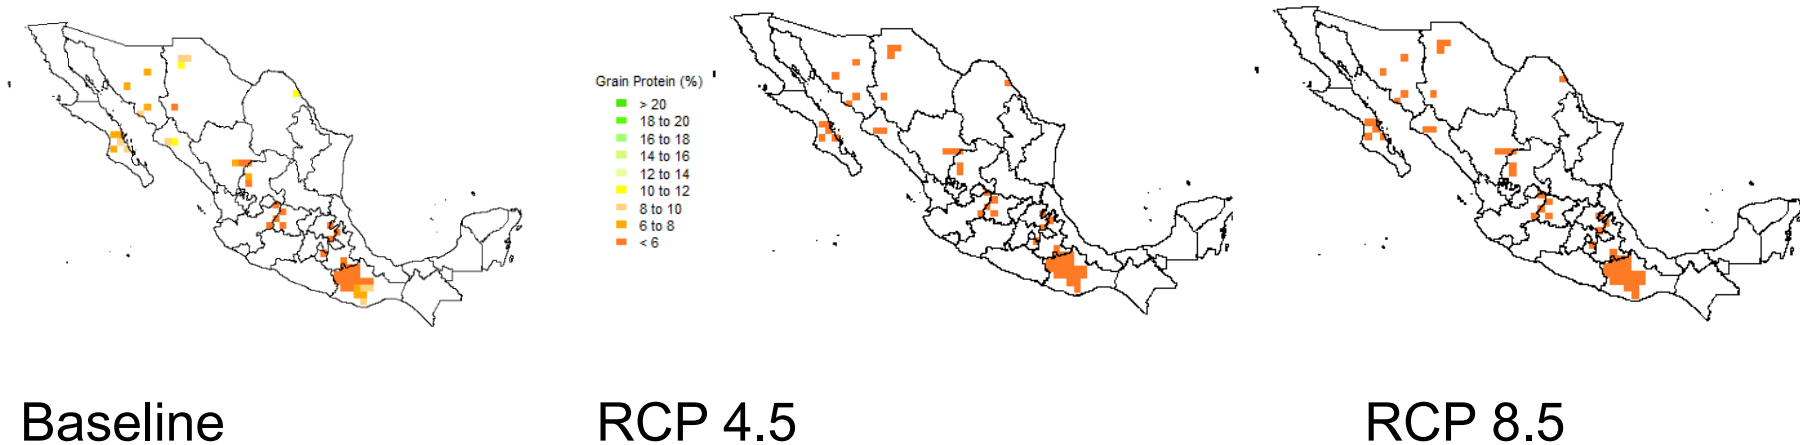 Grain Protein (%)
> 20
18 to 20
16 to 18
14 to 16
12 to 14
10 to 12
8 to 10
6 to 8
< 6
Baseline
RCP 4.5
RCP 8.5